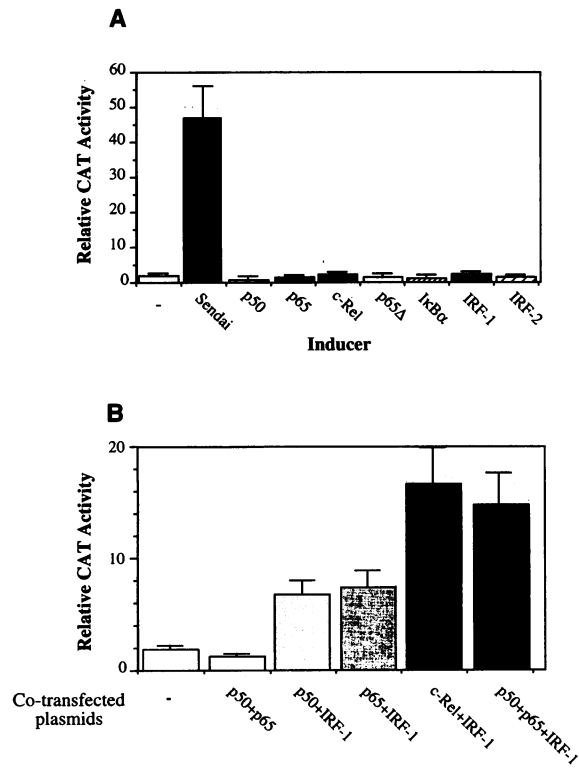 A
Relative CAT Activity
60
50
40
30
20
10
0
-
Sendai
p50
p65
c-Rel
p65Δ
IκBα
IRF-1
IRF-2
Inducer
B
Relative CAT Activity
20
10
0
Co-transfected
plasmids
-
p50+p65
p50+IRF-1
p65+IRF-1
c-Rel+IRF-1
p50+p65+IRF-1